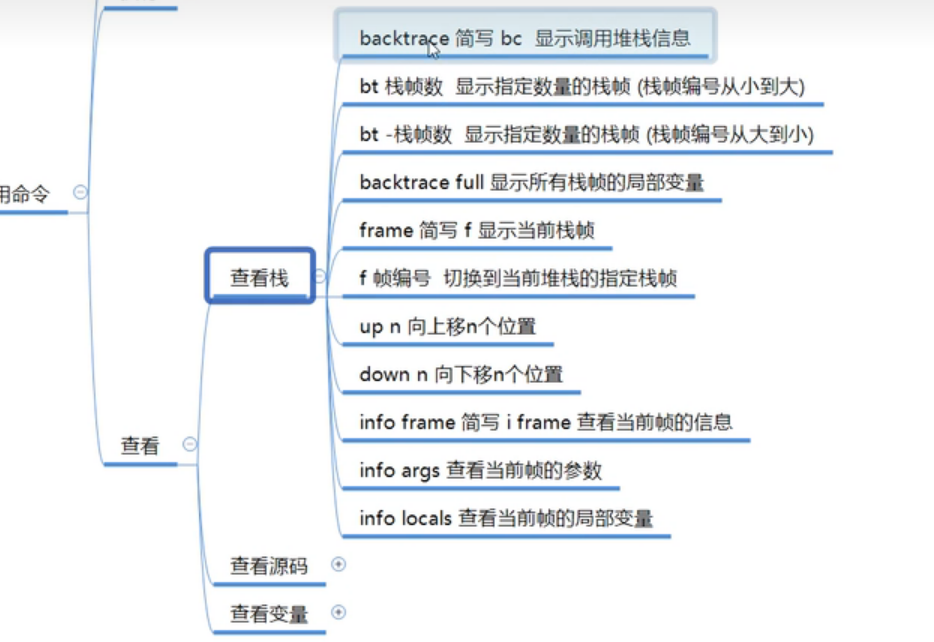 backtrace 简写 bc 显示调用堆栈信息
bt 栈帧数 显示指定数量的栈帧 (栈帧编号从小到大)
bt -栈帧数 显示指定数量的栈帧 (栈帧编号从大到小)
backtrace full 显示所有栈帧的局部变量
用命令
frame 简写 f 显示当前栈帧
查看栈
f 帧编号 切换到当前堆栈的指定栈帧
up n 向上移n个位置
down n 向下移n个位置
info frame 简写 i frame 查看当前帧的信息
查看
info args 查看当前帧的参数
info locals 查看当前帧的局部变量
查看源码
查看变量